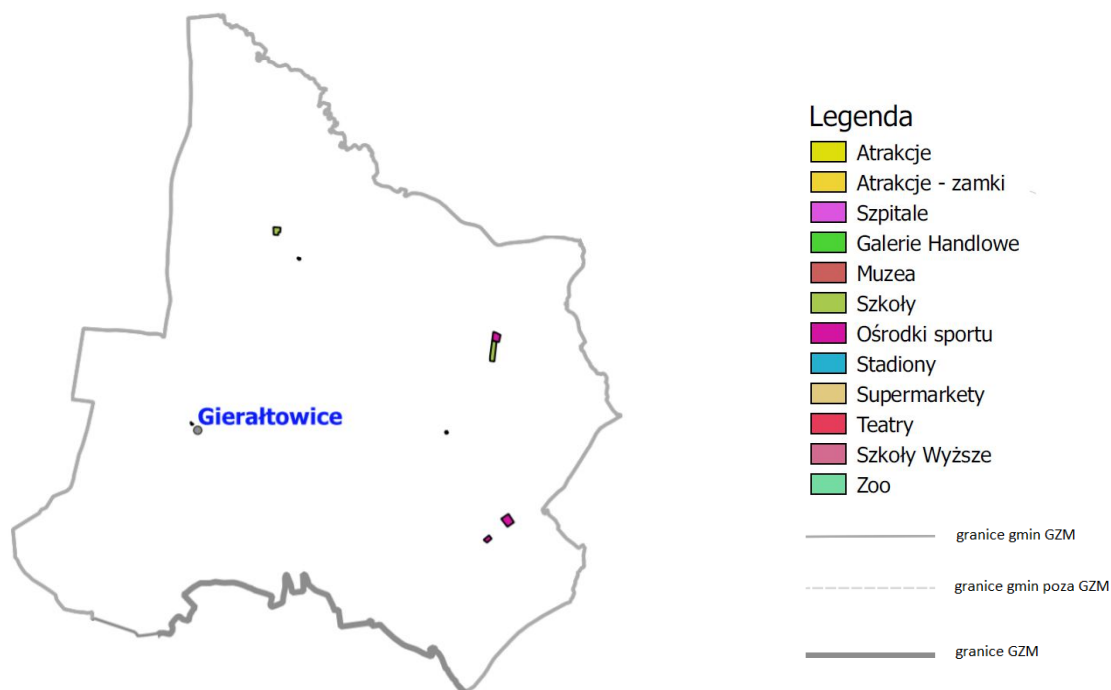 Legenda
Atrakcje
Atrakcje - zamki
Szpitale
Galerie Handlowe
Muzea
Szkoły
Ośrodki sportu
Stadiony
Supermarkety
Teatry
Szkoły Wyższe
Zoo
granice gmin GZM
granice gmin poza GZM
granice GZM
Gierałtowice